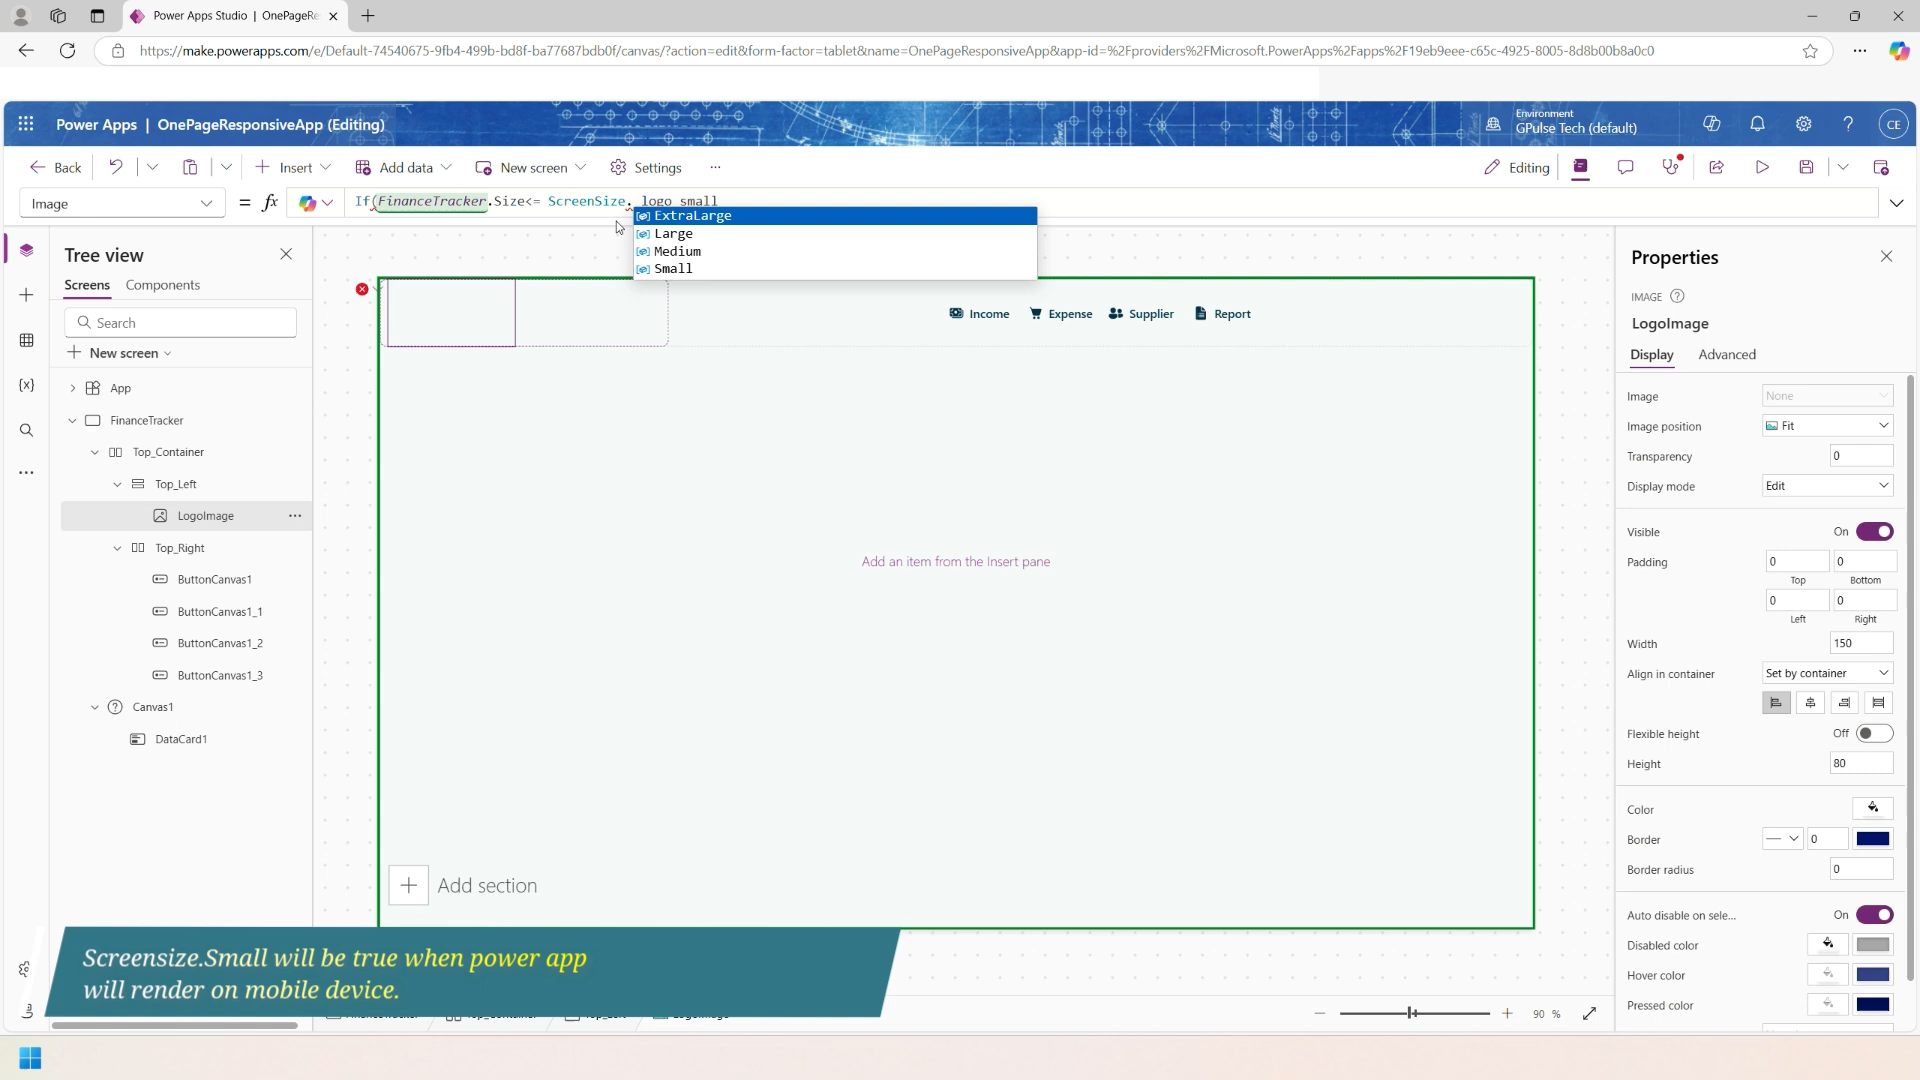 Power Apps Studio | OnePageRe
https://make.powerapps.com/e/Default-74540675-9fb4-499b-bd8f-ba77687bdb0f/canvas/?action=edit&form-factor=tablet&name=OnePageResponsiveApp&app-id=%2Fproviders%2FMicrosoft.PowerApps%2Fapps%2F19eb9eee-c65c-4925-8005-8d8b00b8a0c0
Power Apps | OnePageResponsiveApp (Editing)
Environment
GPulse Tech (default)
CE
Back
Insert
Add data
New screen
Settings
Editing
Image
= fx
If(FinanceTracker.Size<= ScreenSize. logo small
ExtraLarge
Large
Medium
Small
Tree view
Screens
Components
Search
New screen
App
FinanceTracker
Top_Container
Top_Left
LogoImage
Top_Right
ButtonCanvas1
ButtonCanvas1_1
ButtonCanvas1_2
ButtonCanvas1_3
Canvas1
DataCard1
Income
Expense
Supplier
Report
Add an item from the Insert pane
Add section
Screensize.Small will be true when power app
will render on mobile device.
90 %
Properties
IMAGE
LogoImage
Display
Advanced
Image
None
Image position
Fit
Transparency
0
Display mode
Edit
Visible
On
Padding
0
0
Top
Bottom
0
0
Left
Right
Width
150
Align in container
Set by container
Flexible height
Off
Height
80
Color
Border
0
Border radius
0
Auto disable on sele...
On
Disabled color
Hover color
Pressed color